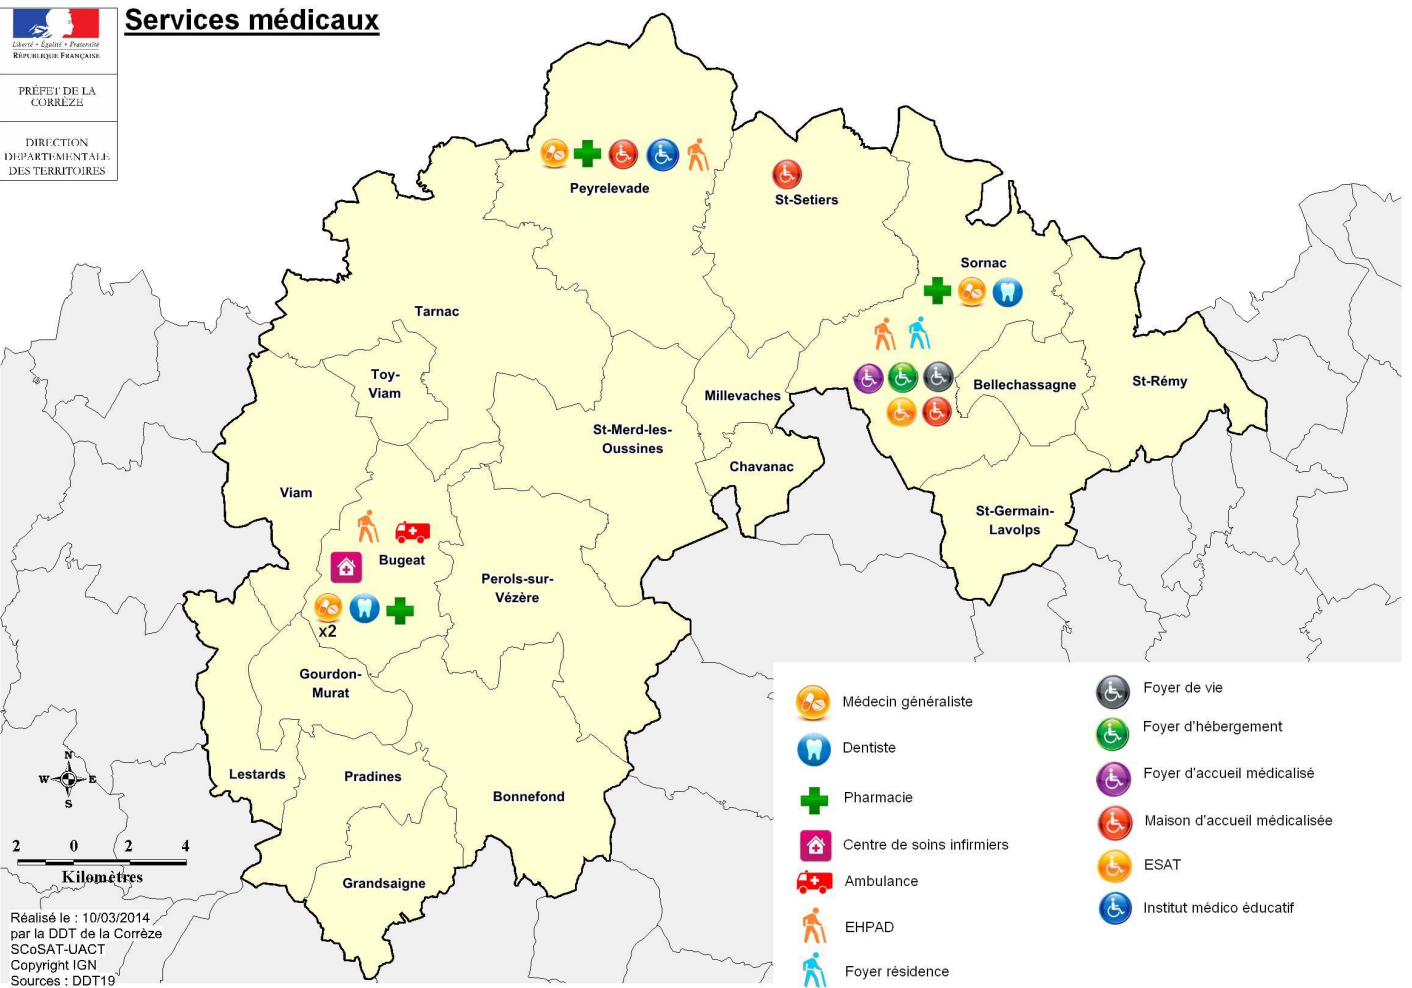 Services médicaux
Liberté • Égalité • Fraternité
RÉPUBLIQUE FRANÇAISE
PRÉFET DE LA
CORRÈZE
DIRECTION
DEPARTEMENTALE
DES TERRITOIRES
Peyrelevade
St-Setiers
Sornac
Tarnac
Toy-
Viam
Millevaches
Bellechassagne
St-Rémy
St-Merd-les-
Oussines
Chavanac
Viam
St-Germain-
Lavolps
Bugeat
Perols-sur-
Vézère
x2
Gourdon-
Murat
Lestards
Pradines
Bonnefond
Grandsaigne
N
W E
S
2 0 2 4
Kilomètres
Réalisé le : 10/03/2014
par la DDT de la Corrèze
SCoSAT-UACT
Copyright IGN
Sources : DDT19
Médecin généraliste
Dentiste
Pharmacie
Centre de soins infirmiers
Ambulance
EHPAD
Foyer résidence
Foyer de vie
Foyer d'hébergement
Foyer d'accueil médicalisé
Maison d'accueil médicalisée
ESAT
Institut médico éducatif